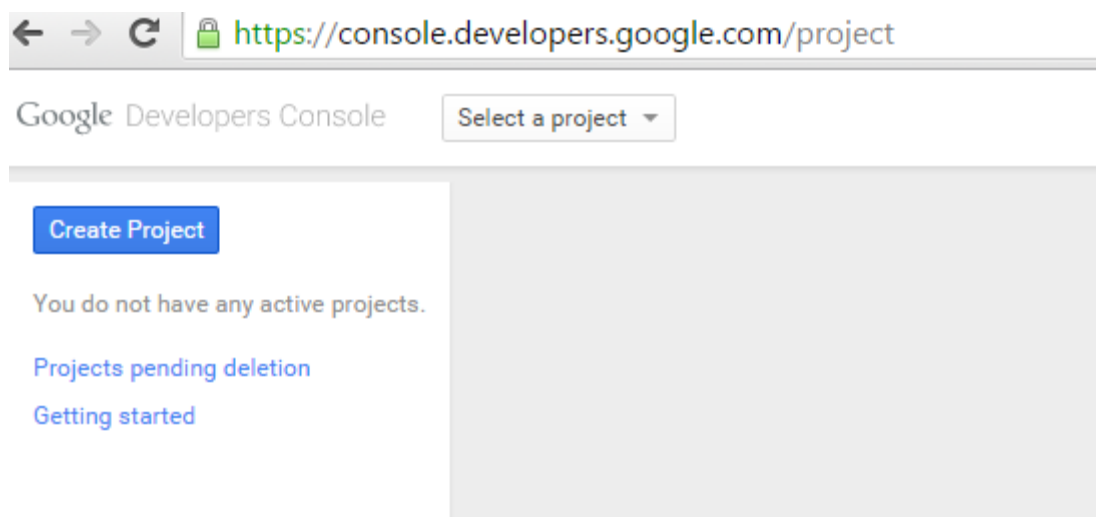 https://console.developers.google.com/project
Google Developers Console
Select a project
Create Project
You do not have any active projects.
Projects pending deletion
Getting started